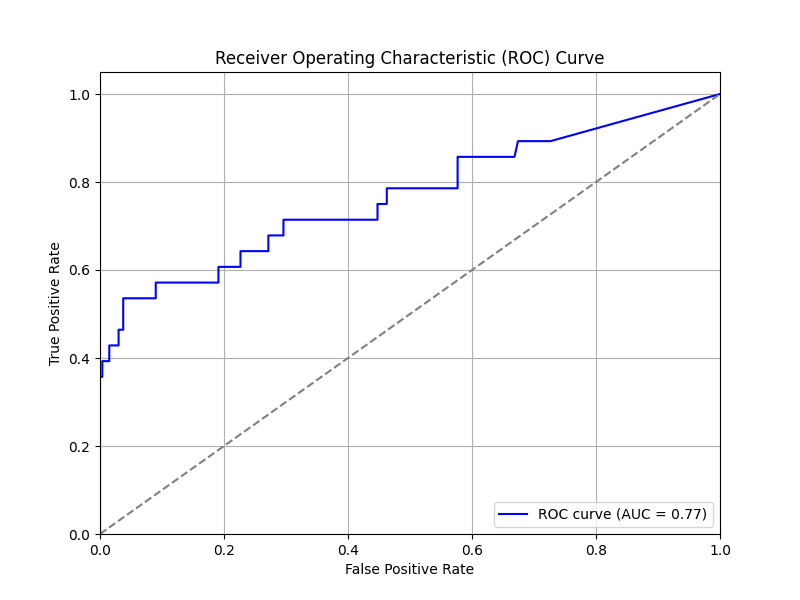 Receiver Operating Characteristic (ROC) Curve
1.0
0.8
0.6
0.4
0.2
0.0
True Positive Rate
0.0 0.2 0.4 0.6 0.8 1.0
False Positive Rate
ROC curve (AUC = 0.77)